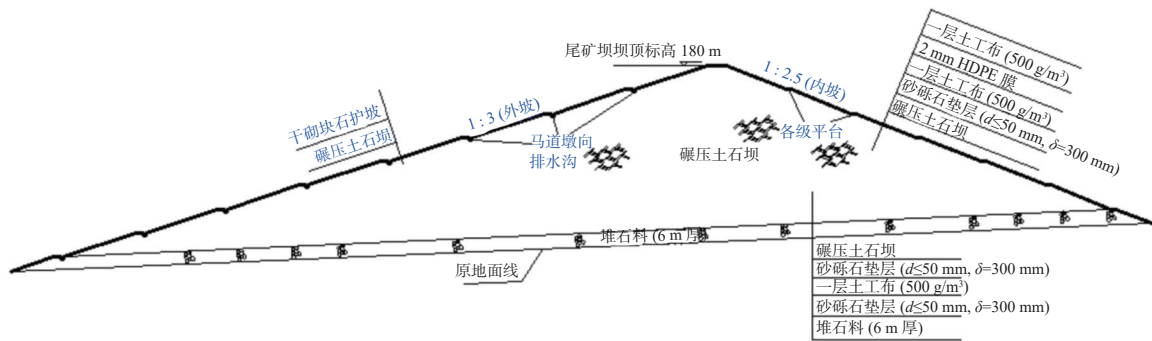 尾矿坝坝顶标高 180 m
一层土工布 (500 g/m³)
2 mm HDPE 膜
一层土工布 (500 g/m³)
砂砾石垫层 (d≤50 mm, δ=300 mm)
碾压土石坝
1 : 3 (外坡)
1 : 2.5 (内坡)
干砌块石护坡
碾压土石坝
马道墩向
排水沟
碾压土石坝
各级平台
堆石料 (6 m 厚)
原地面线
碾压土石坝
砂砾石垫层 (d≤50 mm, δ=300 mm)
一层土工布 (500 g/m³)
砂砾石垫层 (d≤50 mm, δ=300 mm)
堆石料 (6 m 厚)